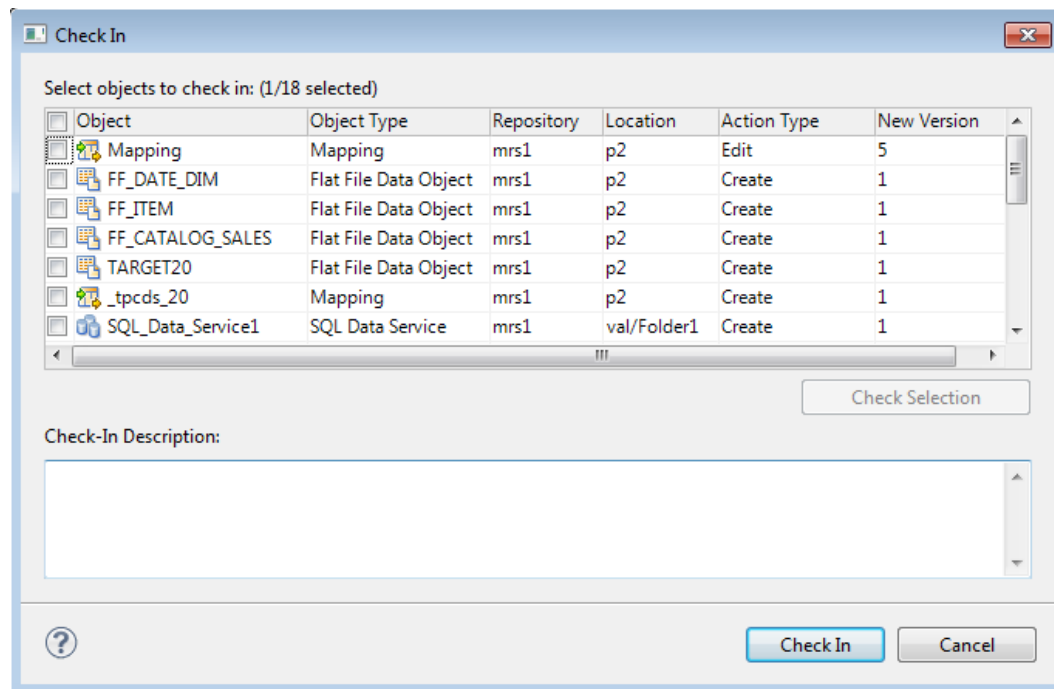 Check In
Select objects to check in: (1/18 selected)
Object Object Type Repository Location Action Type New Version
Mapping Mapping mrs1 p2 Edit 5
FF_DATE_DIM Flat File Data Object mrs1 p2 Create 1
FF_ITEM Flat File Data Object mrs1 p2 Create 1
FF_CATALOG_SALES Flat File Data Object mrs1 p2 Create 1
TARGET20 Flat File Data Object mrs1 p2 Create 1
_tpcds_20 Mapping mrs1 p2 Create 1
SQL_Data_Service1 SQL Data Service mrs1 val/Folder1 Create 1
Check Selection
Check-In Description:
?
Check In Cancel